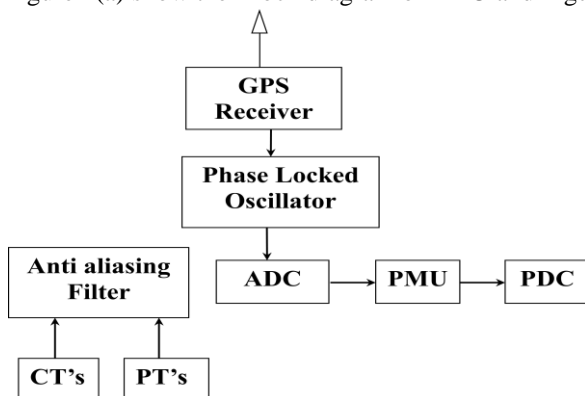 GPS
Receiver
Phase Locked
Oscillator
Anti aliasing
Filter
ADC
PMU
PDC
CT's
PT's